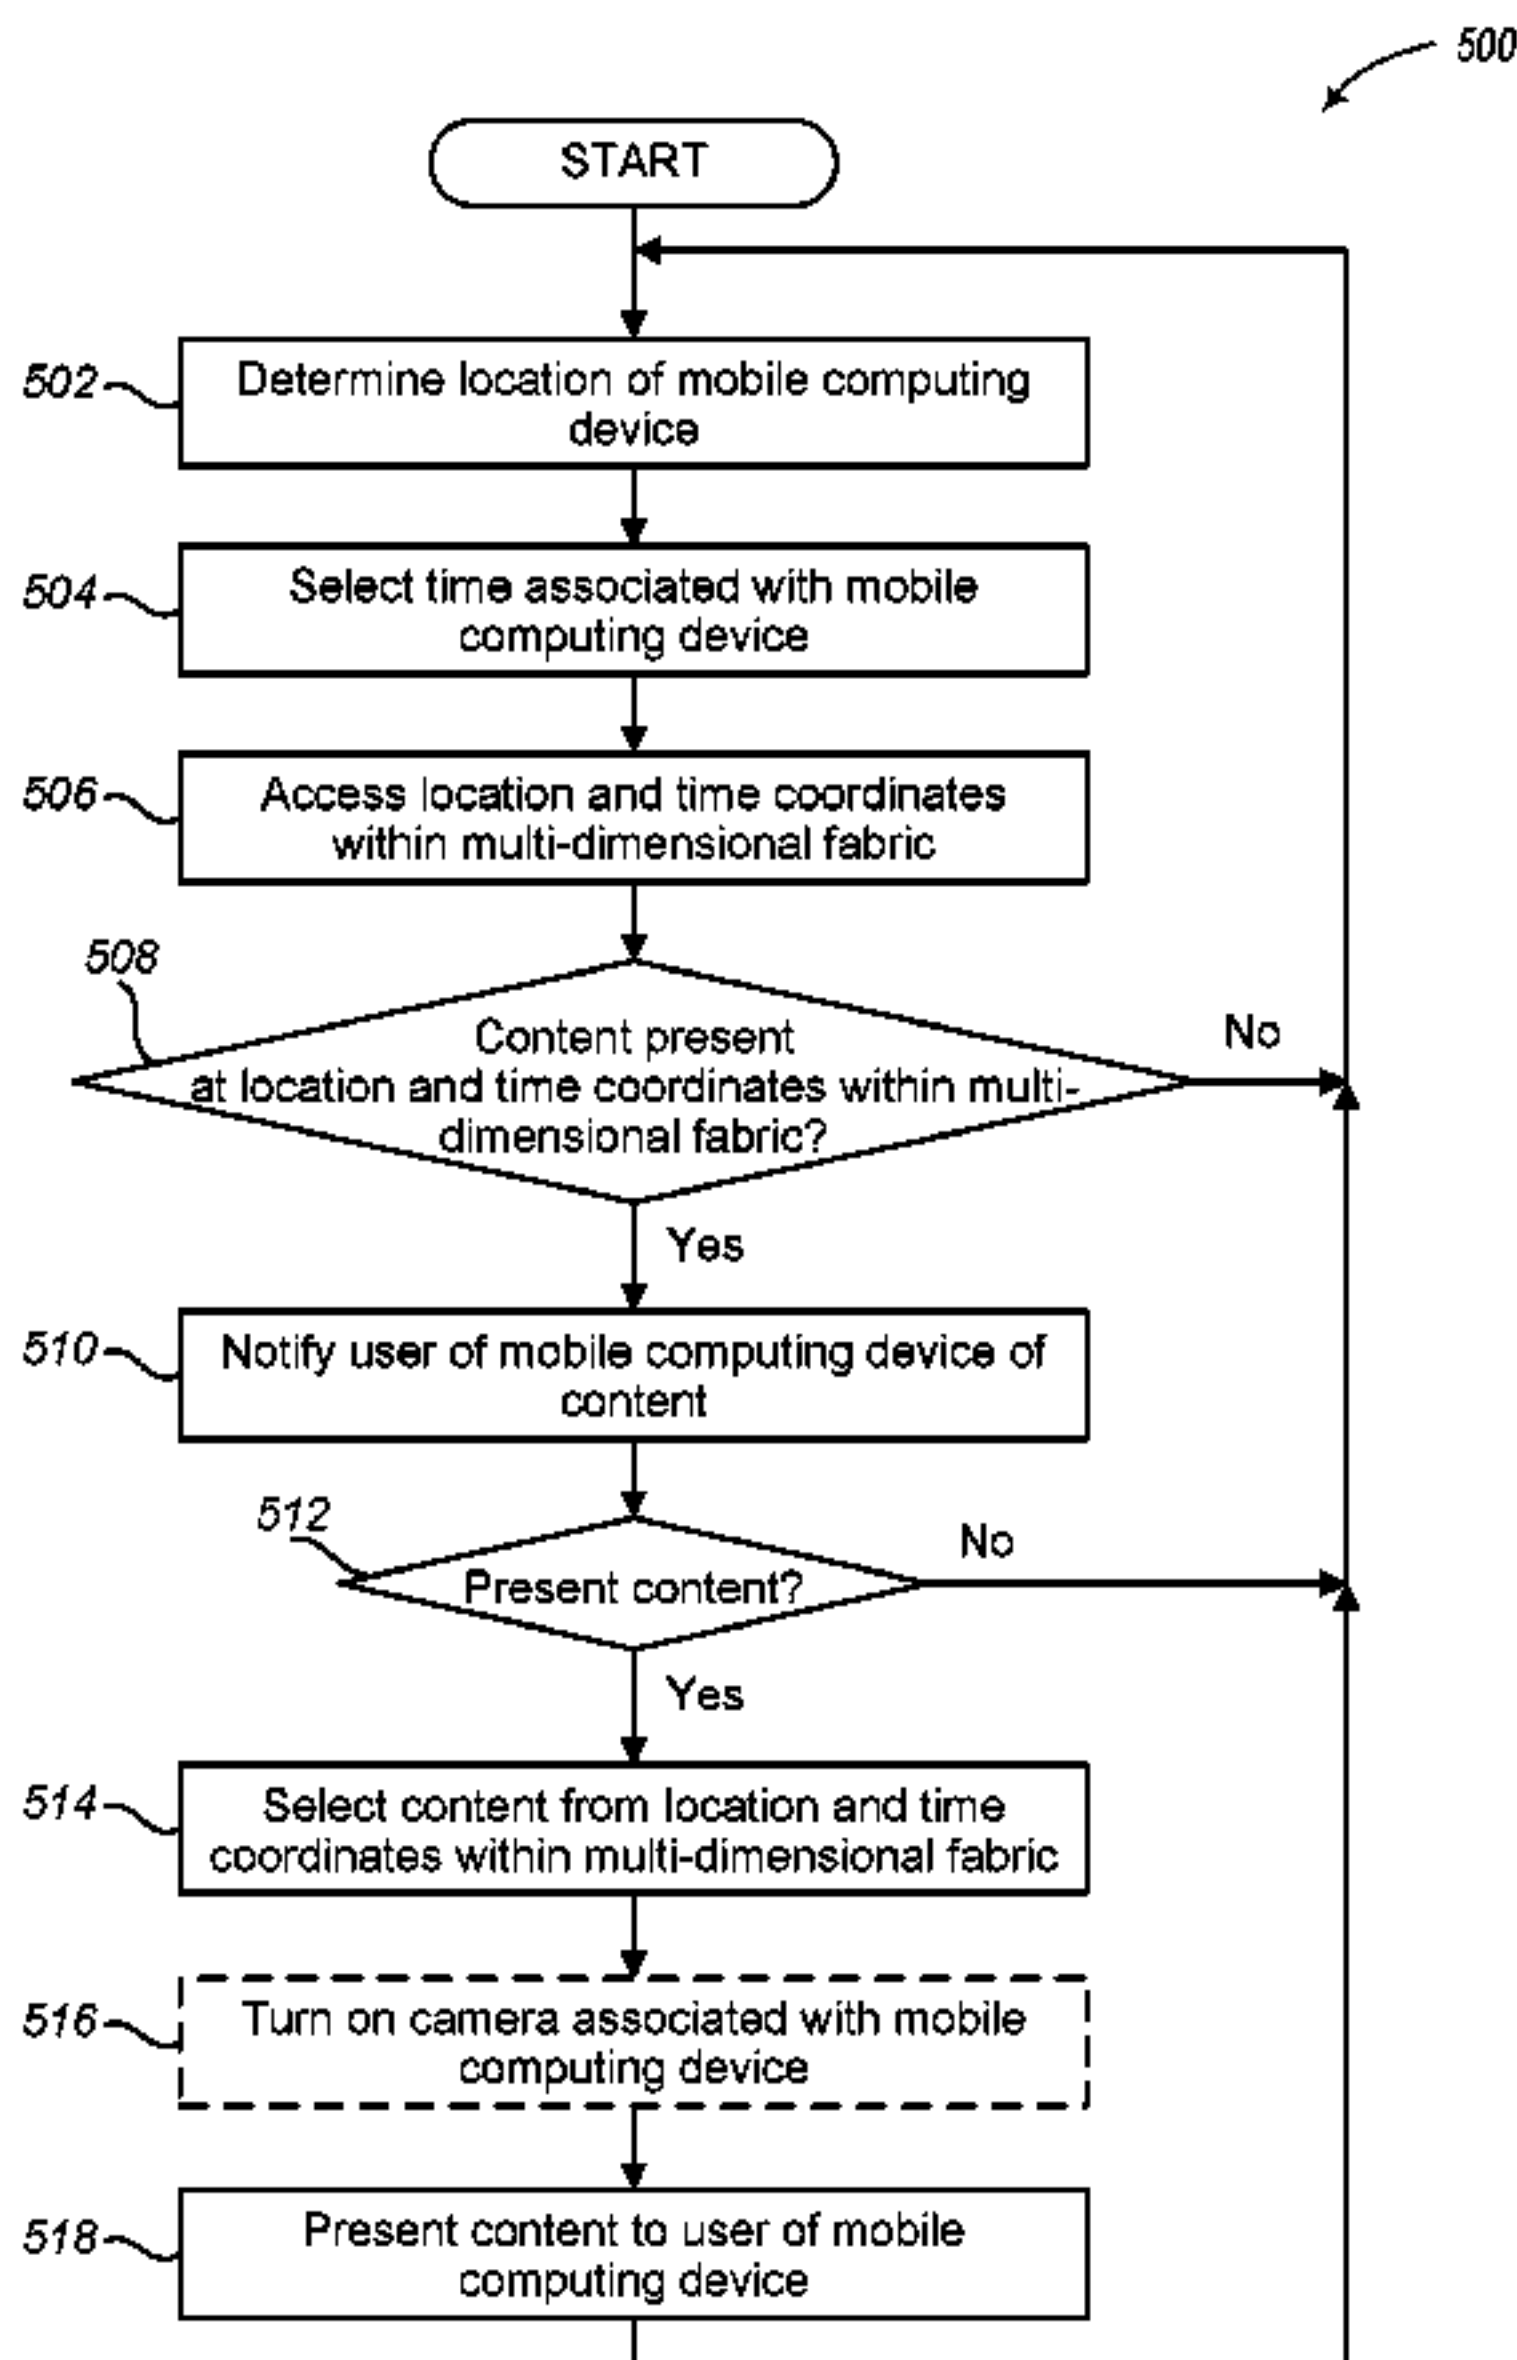 500
START
502
Determine location of mobile computing
device
504
Select time associated with mobile
computing device
506
Access location and time coordinates
within multi-dimensional fabric
508
Content present
at location and time coordinates within multi-
dimensional fabric?
No
Yes
510
Notify user of mobile computing device of
content
512
Present content?
No
Yes
514
Select content from location and time
coordinates within multi-dimensional fabric
516
Turn on camera associated with mobile
computing device
518
Present content to user of mobile
computing device